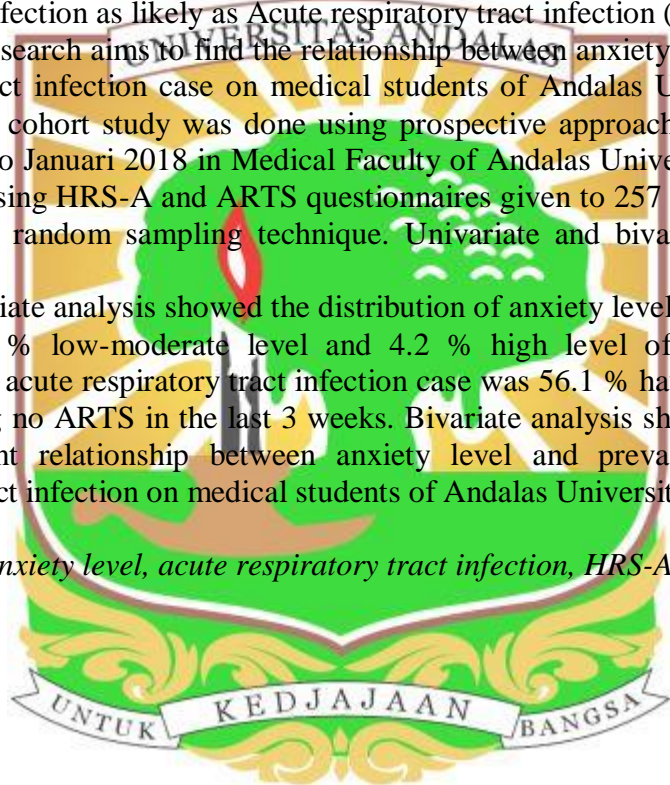 UNIVERSITAS ANDALAS
fection as likely as Acute respiratory tract infection (
search aims to find the relationship between anxiety
ct infection case on medical students of Andalas U
cohort study was done using prospective approach
o Januari 2018 in Medical Faculty of Andalas Unive
sing HRS-A and ARTS questionnaires given to 257
random sampling technique. Univariate and biva
iate analysis showed the distribution of anxiety level
% low-moderate level and 4.2 % high level of
acute respiratory tract infection case was 56.1 % ha
no ARTS in the last 3 weeks. Bivariate analysis sh
nt relationship between anxiety level and preva
ct infection on medical students of Andalas Universit
nxiety level, acute respiratory tract infection, HRS-A
UNTUK KEDJAJAAN BANGSA